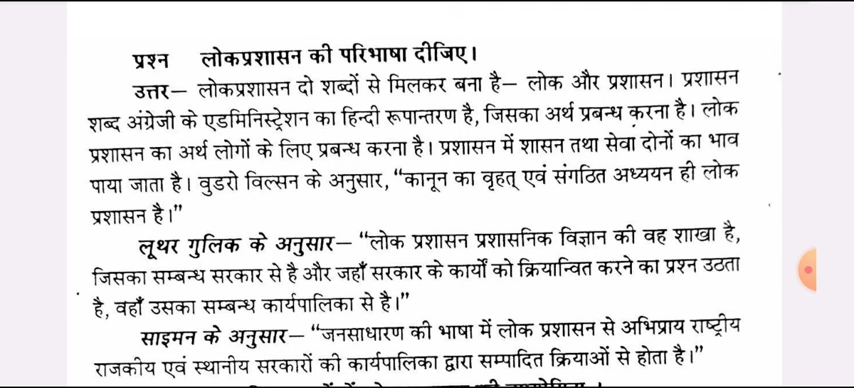 प्रश्न लोकप्रशासन की परिभाषा दीजिए।
उत्तर— लोकप्रशासन दो शब्दों से मिलकर बना है— लोक और प्रशासन। प्रशासन
शब्द अंग्रेजी के एडमिनिस्ट्रेशन का हिन्दी रूपान्तरण है, जिसका अर्थ प्रबन्ध करना है। लोक
प्रशासन का अर्थ लोगों के लिए प्रबन्ध करना है। प्रशासन में शासन तथा सेवा दोनों का भाव
पाया जाता है। वुडरो विल्सन के अनुसार, “कानून का वृहत् एवं संगठित अध्ययन ही लोक
प्रशासन है।”
लूथर गुलिक के अनुसार— “लोक प्रशासन प्रशासनिक विज्ञान की वह शाखा है,
जिसका सम्बन्ध सरकार से है और जहाँ सरकार के कार्यों को क्रियान्वित करने का प्रश्न उठता
है, वहाँ उसका सम्बन्ध कार्यपालिका से है।”
साइमन के अनुसार— “जनसाधारण की भाषा में लोक प्रशासन से अभिप्राय राष्ट्रीय
राजकीय एवं स्थानीय सरकारों की कार्यपालिका द्वारा सम्पादित क्रियाओं से होता है।”